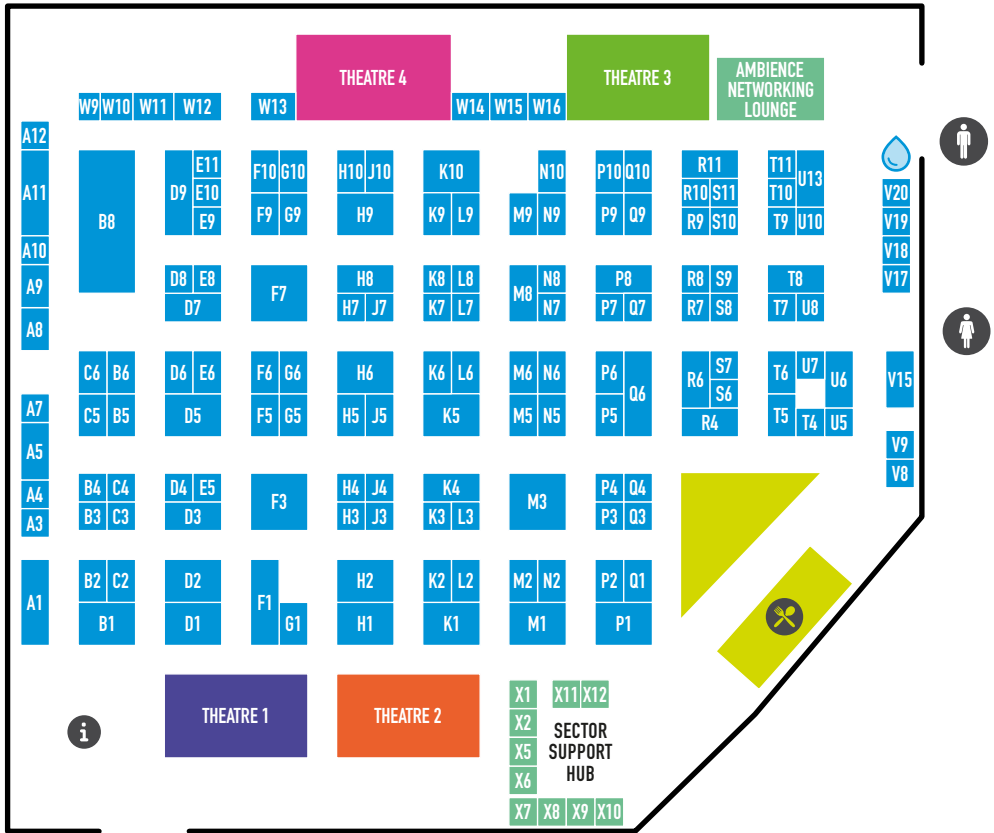 THEATRE 4
THEATRE 3
AMBIENCE
NETWORKING
LOUNGE
W9 W10 W11 W12 W13 W14 W15 W16
A12
A11
A10
A9
A8
A7
A5
A4
A3
A1
B8
D9
E11
E10
E9
F10 G10
F9 G9
H10 J10
H9
K10
K9 L9
N10
M9 N9
P10 Q10
P9 Q9
R11
R10 S11
R9 S10
T11
U13
T10
T9 U10
V20
V19
V18
V17
D8 E8
D7
F7
H8
H7 J7
K8 L8
K7 L7
M8
N8
N7
P8
P7 Q7
R8 S9
R7 S8
T8
T7 U8
C6 B6
C5 B5
D6 E6
D5
F6 G6
F5 G5
H6
H5 J5
K6 L6
K5
M6 N6
M5 N5
P6
Q6
P5
R6
S7
S6
R4
T6
U7
U6
T5
T4 U5
V15
V9
V8
B4 C4
B3 C3
D4 E5
D3
F3
H4 J4
H3 J3
K4
K3 L3
M3
P4 Q4
P3 Q3
B2 C2
B1
D2
D1
F1
G1
H2
H1
K2 L2
K1
M2 N2
M1
P2 Q1
P1
i
THEATRE 1
THEATRE 2
X1
X2
X5
X6
X7 X8 X9 X10
X11 X12
SECTOR
SUPPORT
HUB